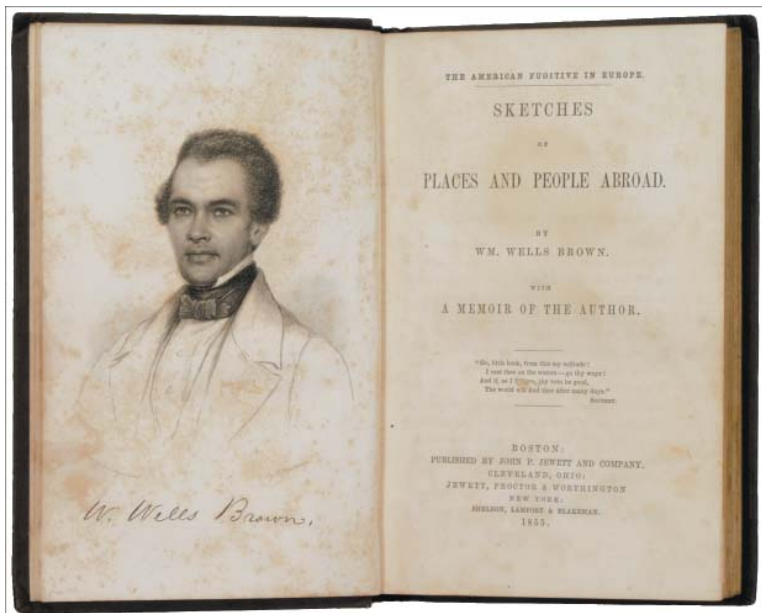 W. Wells Brown.
THE AMERICAN FUGITIVE IN EUROPE.
SKETCHES
OF
PLACES AND PEOPLE ABROAD.
BY
WM. WELLS BROWN.
WITH
A MEMOIR OF THE AUTHOR.
"Go, little book, from this my solitude!
I cast thee on the waters — go thy ways!
And if, as I thy vein be good,
The world will find thee after many days."
SOUTHEY.
BOSTON:
PUBLISHED BY JOHN P. JEWETT AND COMPANY.
CLEVELAND, OHIO:
JEWETT, PROCTOR & WORTHINGTON
NEW YORK:
SHELDON, LAMPORT & BLAKEMAN.
1855.